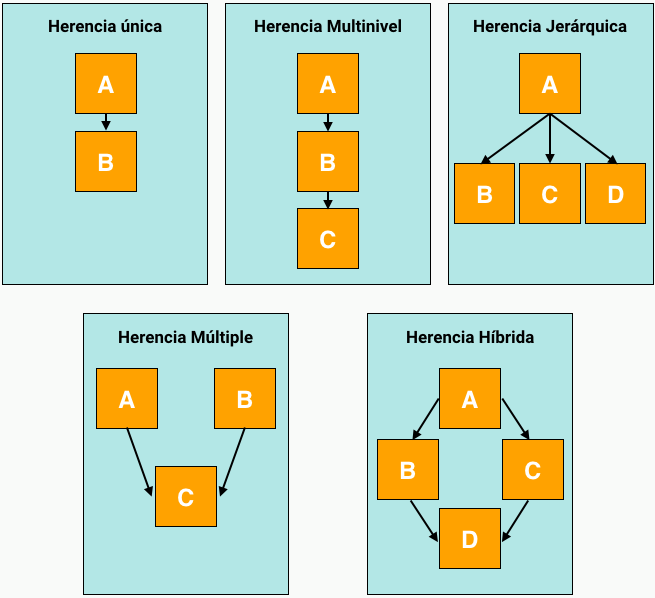 Herencia única
A
B
Herencia Multinivel
A
B
C
Herencia Jerárquica
A
B C D
Herencia Múltiple
A B
C
Herencia Híbrida
A
B C
D